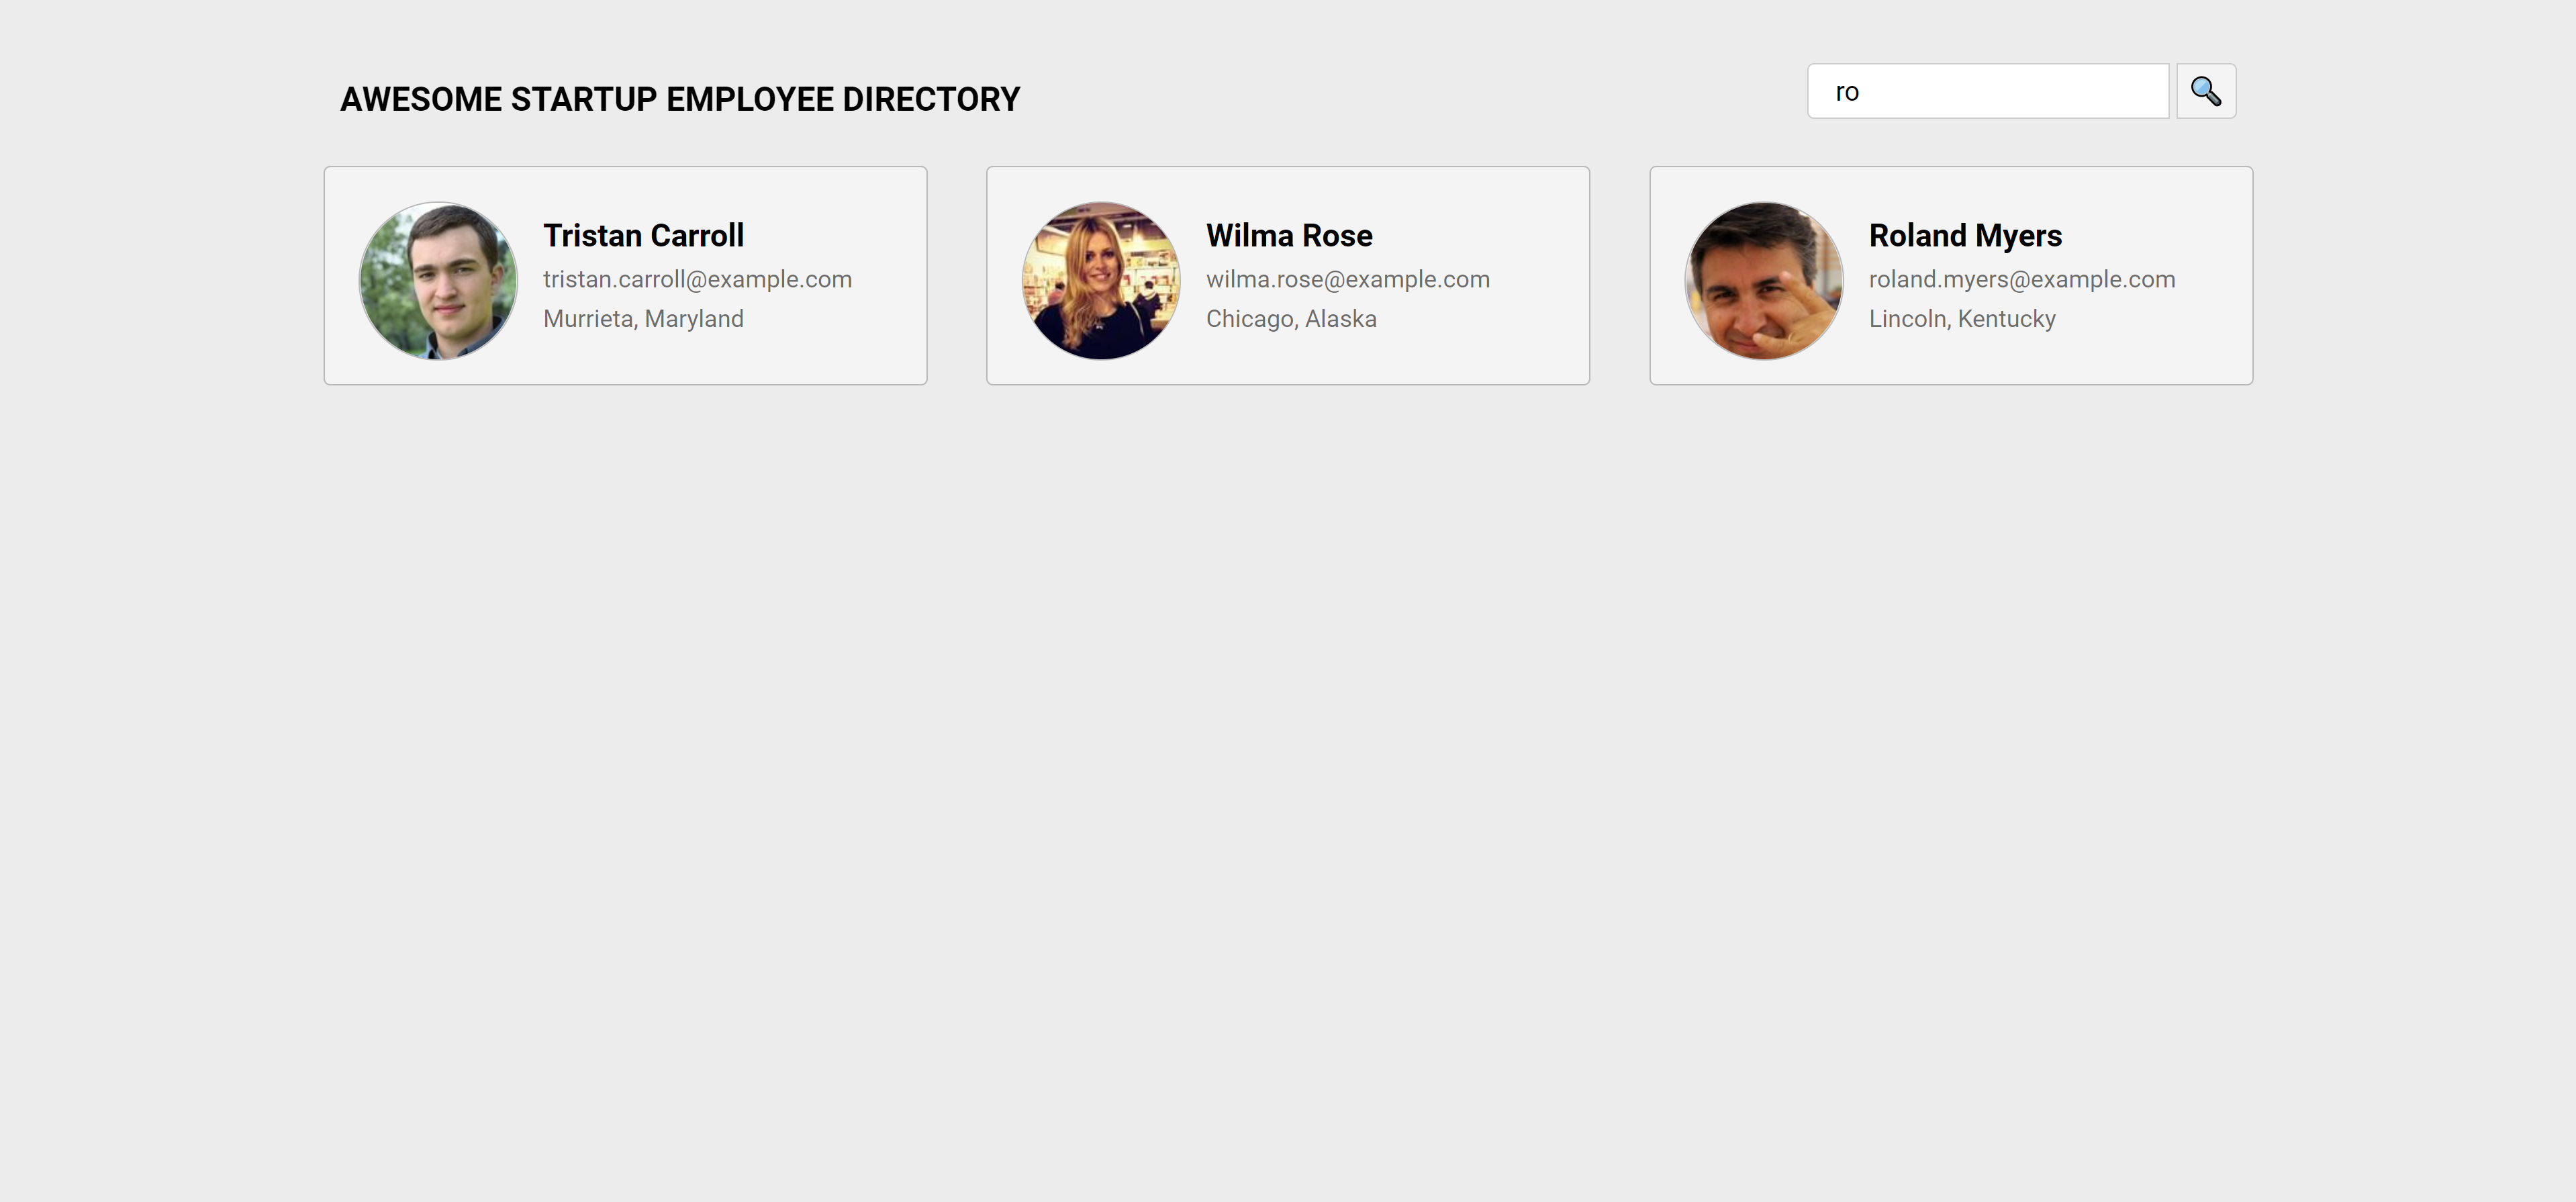 AWESOME STARTUP EMPLOYEE DIRECTORY
ro
Tristan Carroll
tristan.carroll@example.com
Murrieta, Maryland
Wilma Rose
wilma.rose@example.com
Chicago, Alaska
Roland Myers
roland.myers@example.com
Lincoln, Kentucky